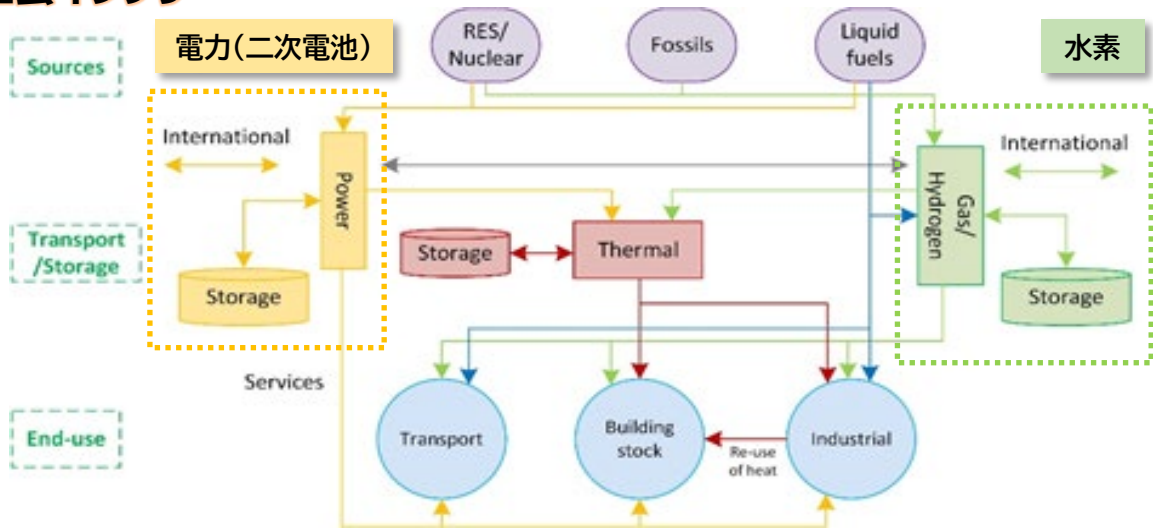 電力(二次電池)
RES/
Nuclear
Fossils
Liquid
fuels
水素
Sources
International
International
Power
Gas/
Hydrogen
Transport
/Storage
Storage
Thermal
Storage
Storage
Services
End-use
Transport
Building
stock
Industrial
Re-use
of heat